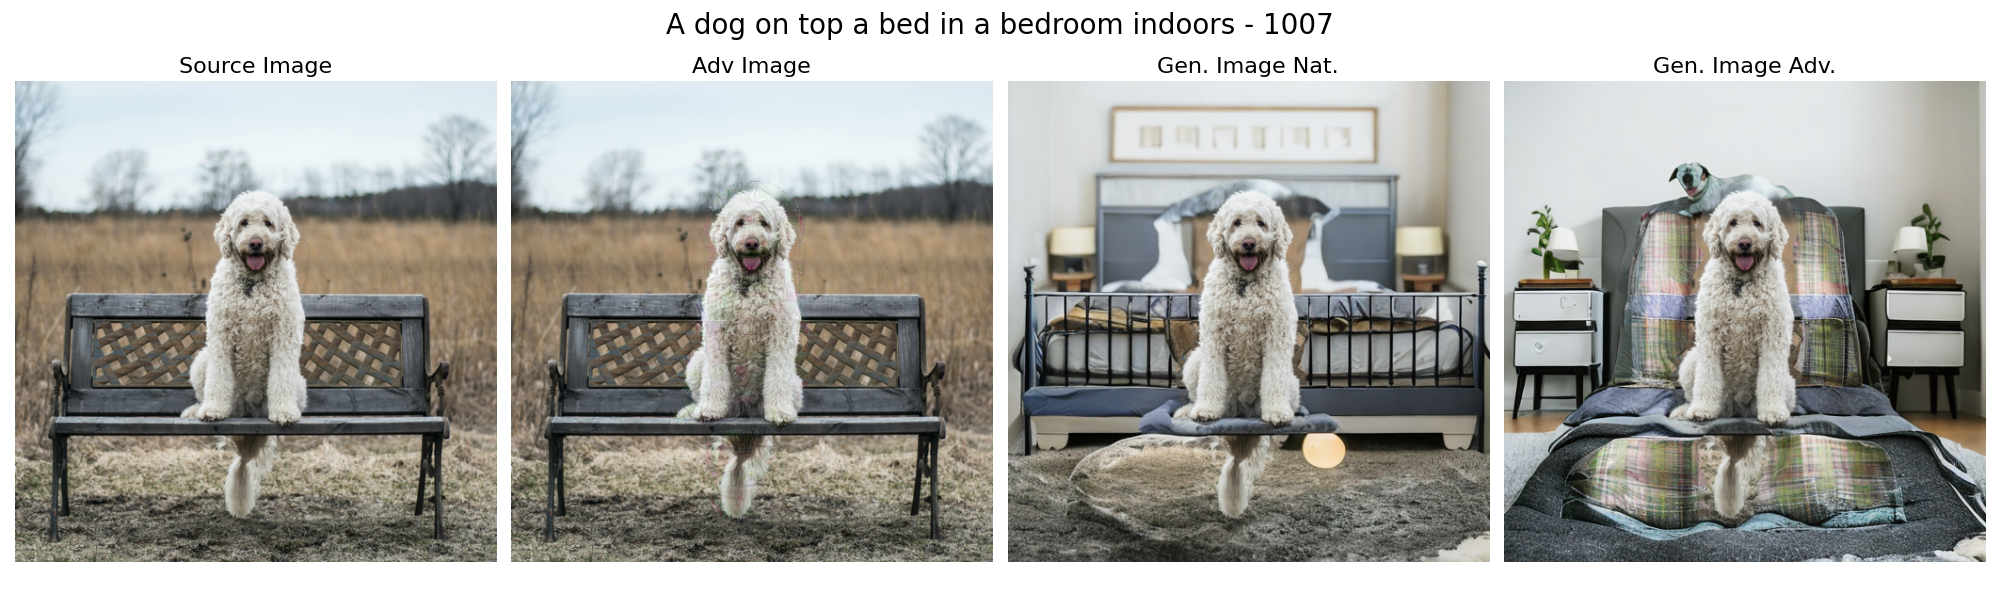 A dog on top a bed in a bedroom indoors - 1007
Source Image
Adv Image
Gen. Image Nat.
Gen. Image Adv.